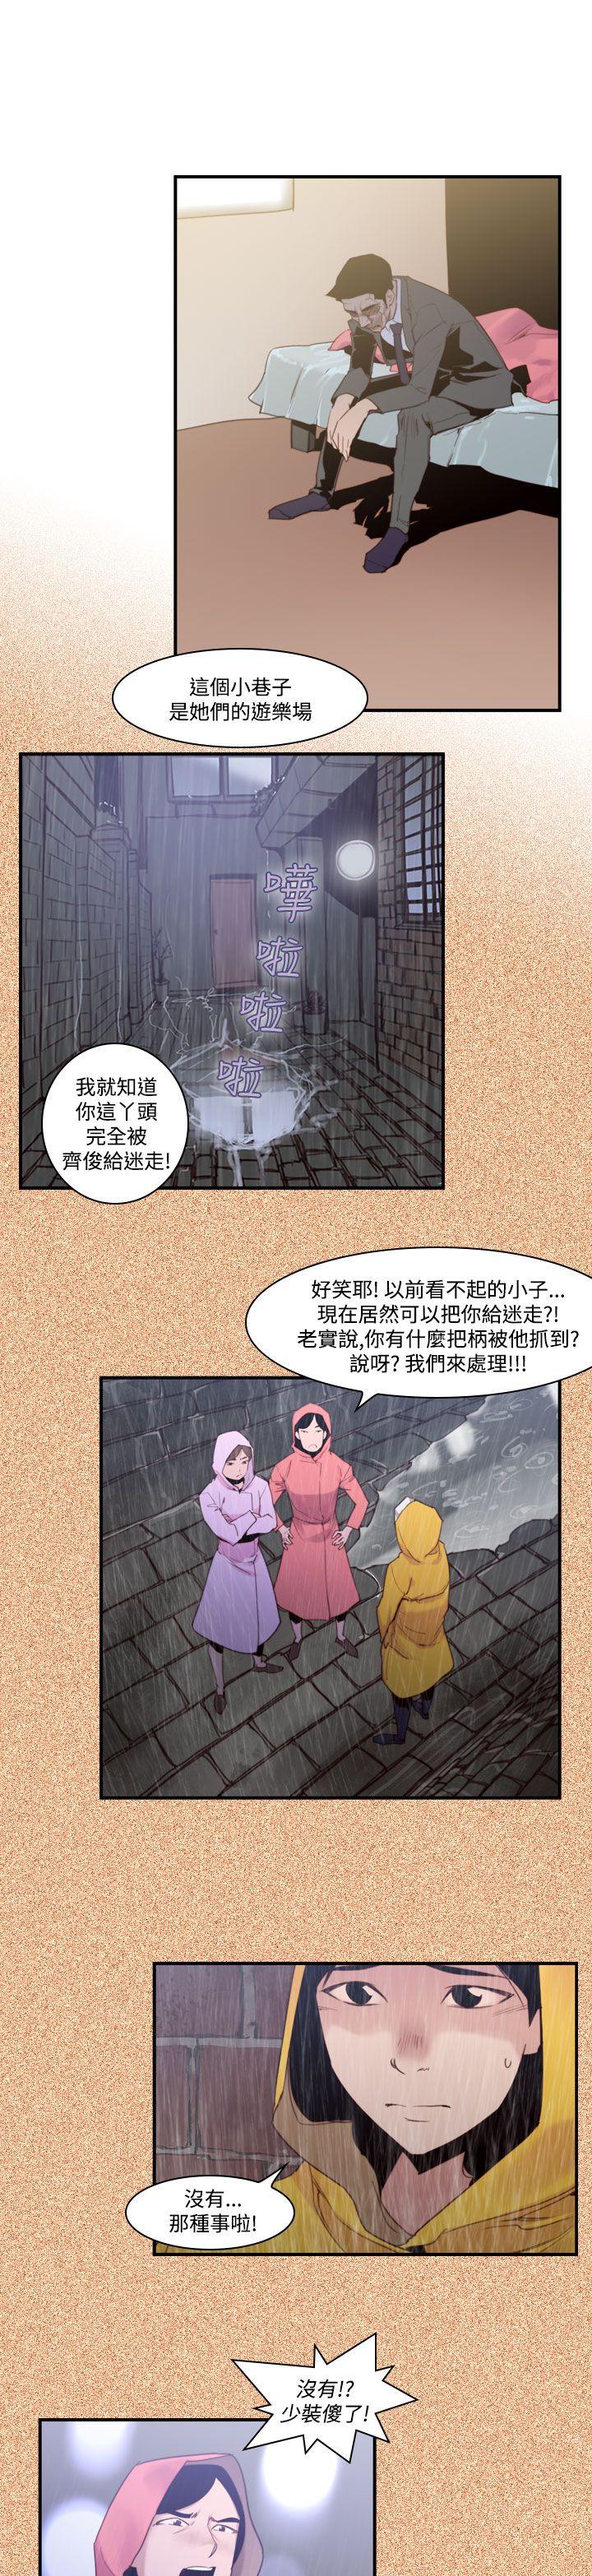 這個小巷子
是她們的遊樂場
嘩
啦
啦
啦
我就知道
你這丫頭
完全被
齊俊給迷走!
好笑耶! 以前看不起的小子...
現在居然可以把你給迷走?!
老實說,你有什麼把柄被他抓到?
說呀? 我們來處理!!!
沒有...
那種事啦!
沒有!?
少裝傻了!